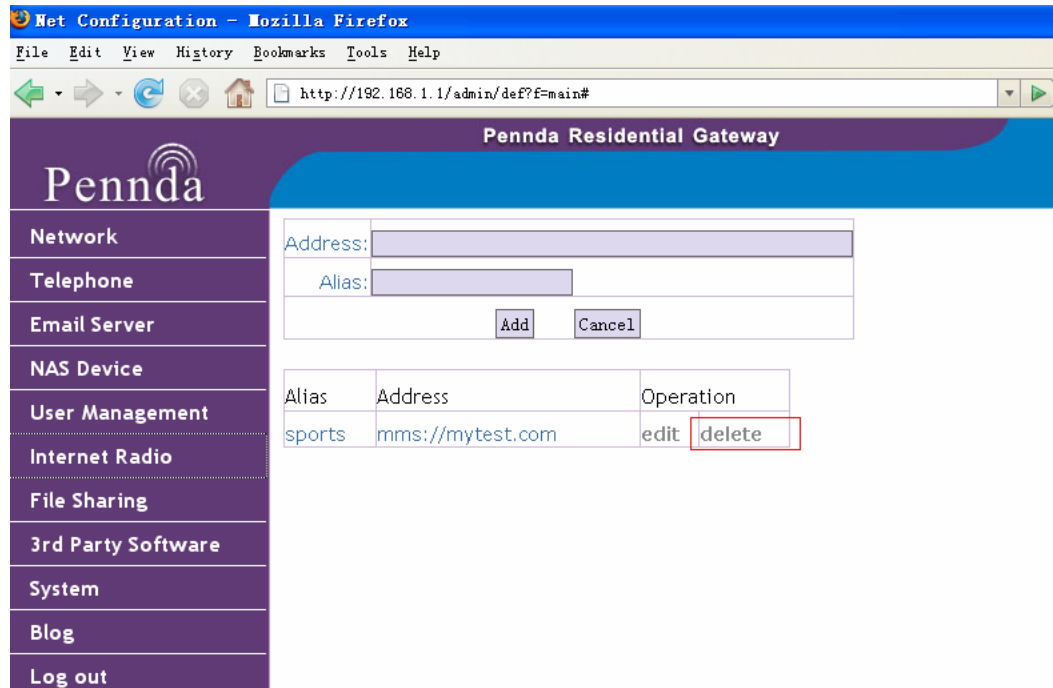 Net Configuration - Mozilla Firefox
File Edit View History Bookmarks Tools Help
http://192.168.1.1/admin/def?f=main#
Pennda Residential Gateway
Pennda
Network
Telephone
Email Server
NAS Device
User Management
Internet Radio
File Sharing
3rd Party Software
System
Blog
Log out
Address:
Alias:
Add Cancel
Alias Address Operation
sports mms://mytest.com edit delete